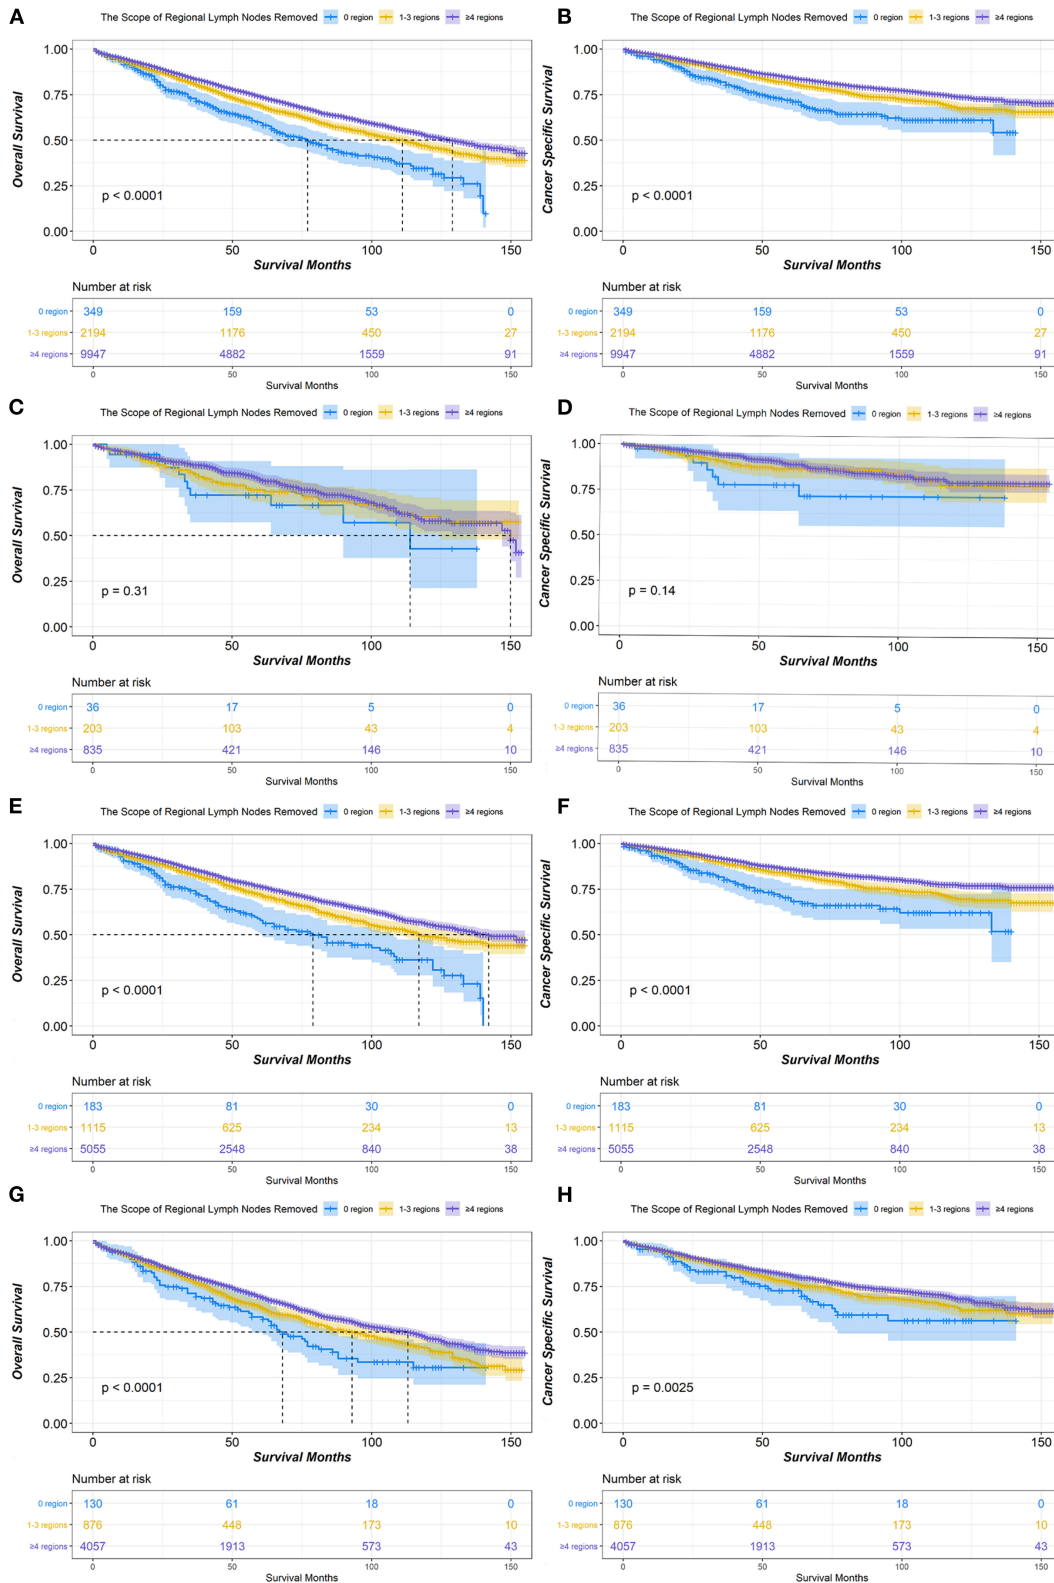 A
The Scope of Regional Lymph Nodes Removed 0 region 1-3 regions ≥4 regions
Overall Survival
1.00
0.75
0.50
0.25
0.00
p < 0.0001
0 50 100 150
Survival Months
Number at risk
0 region 349 159 53 0
1-3 regions 2194 1176 450 27
≥4 regions 9947 4882 1559 91
0 50 100 150
Survival Months
B
The Scope of Regional Lymph Nodes Removed 0 region 1-3 regions ≥4 regions
Cancer Specific Survival
1.00
0.75
0.50
0.25
0.00
p < 0.0001
0 50 100 150
Survival Months
Number at risk
0 region 349 159 53 0
1-3 regions 2194 1176 450 27
≥4 regions 9947 4882 1559 91
0 50 100 150
Survival Months
C
The Scope of Regional Lymph Nodes Removed 0 region 1-3 regions ≥4 regions
Overall Survival
1.00
0.75
0.50
0.25
0.00
p = 0.31
0 50 100 150
Survival Months
Number at risk
0 region 36 17 5 0
1-3 regions 203 103 43 4
≥4 regions 835 421 146 10
0 50 100 150
Survival Months
D
The Scope of Regional Lymph Nodes Removed 0 region 1-3 regions ≥4 regions
Cancer Specific Survival
1.00
0.75
0.50
0.25
0.00
p = 0.14
0 50 100 150
Survival Months
Number at risk
0 region 36 17 5 0
1-3 regions 203 103 43 4
≥4 regions 835 421 146 10
0 50 100 150
Survival Months
E
The Scope of Regional Lymph Nodes Removed 0 region 1-3 regions ≥4 regions
Overall Survival
1.00
0.75
0.50
0.25
0.00
p < 0.0001
0 50 100 150
Survival Months
Number at risk
0 region 183 81 30 0
1-3 regions 1115 625 234 13
≥4 regions 5055 2548 840 38
0 50 100 150
Survival Months
F
The Scope of Regional Lymph Nodes Removed 0 region 1-3 regions ≥4 regions
Cancer Specific Survival
1.00
0.75
0.50
0.25
0.00
p < 0.0001
0 50 100 150
Survival Months
Number at risk
0 region 183 81 30 0
1-3 regions 1115 625 234 13
≥4 regions 5055 2548 840 38
0 50 100 150
Survival Months
G
The Scope of Regional Lymph Nodes Removed 0 region 1-3 regions ≥4 regions
Overall Survival
1.00
0.75
0.50
0.25
0.00
p < 0.0001
0 50 100 150
Survival Months
Number at risk
0 region 130 61 18 0
1-3 regions 876 448 173 10
≥4 regions 4057 1913 573 43
0 50 100 150
Survival Months
H
The Scope of Regional Lymph Nodes Removed 0 region 1-3 regions ≥4 regions
Cancer Specific Survival
1.00
0.75
0.50
0.25
0.00
p = 0.0025
0 50 100 150
Survival Months
Number at risk
0 region 130 61 18 0
1-3 regions 876 448 173 10
≥4 regions 4057 1913 573 43
0 50 100 150
Survival Months